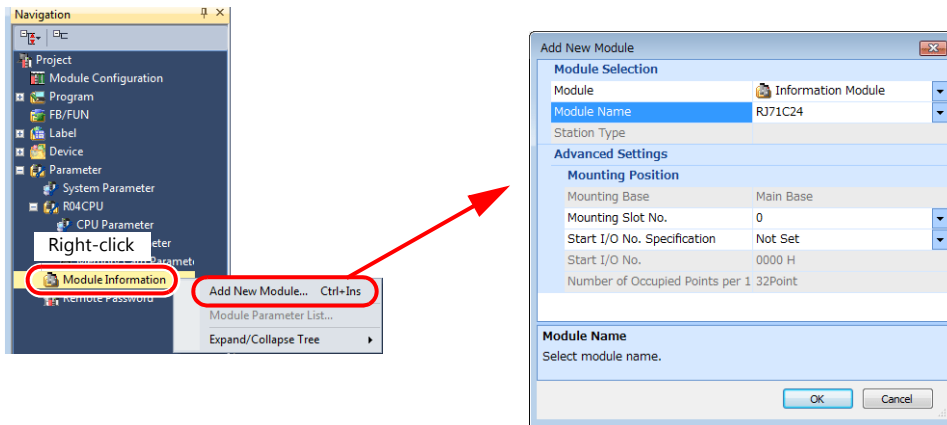 Navigation
Project
Module Configuration
Program
FB/FUN
Label
Device
Parameter
System Parameter
R04CPU
CPU Parameter
Right-click
Module Information
Remote Password
Add New Module... Ctrl+Ins
Module Parameter List...
Expand/Collapse Tree
Add New Module
Module Selection
Module Information Module
Module Name RJ71C24
Station Type
Advanced Settings
Mounting Position
Mounting Base Main Base
Mounting Slot No. 0
Start I/O No. Specification Not Set
Start I/O No. 0000 H
Number of Occupied Points per 1 32Point
Module Name
Select module name.
OK Cancel